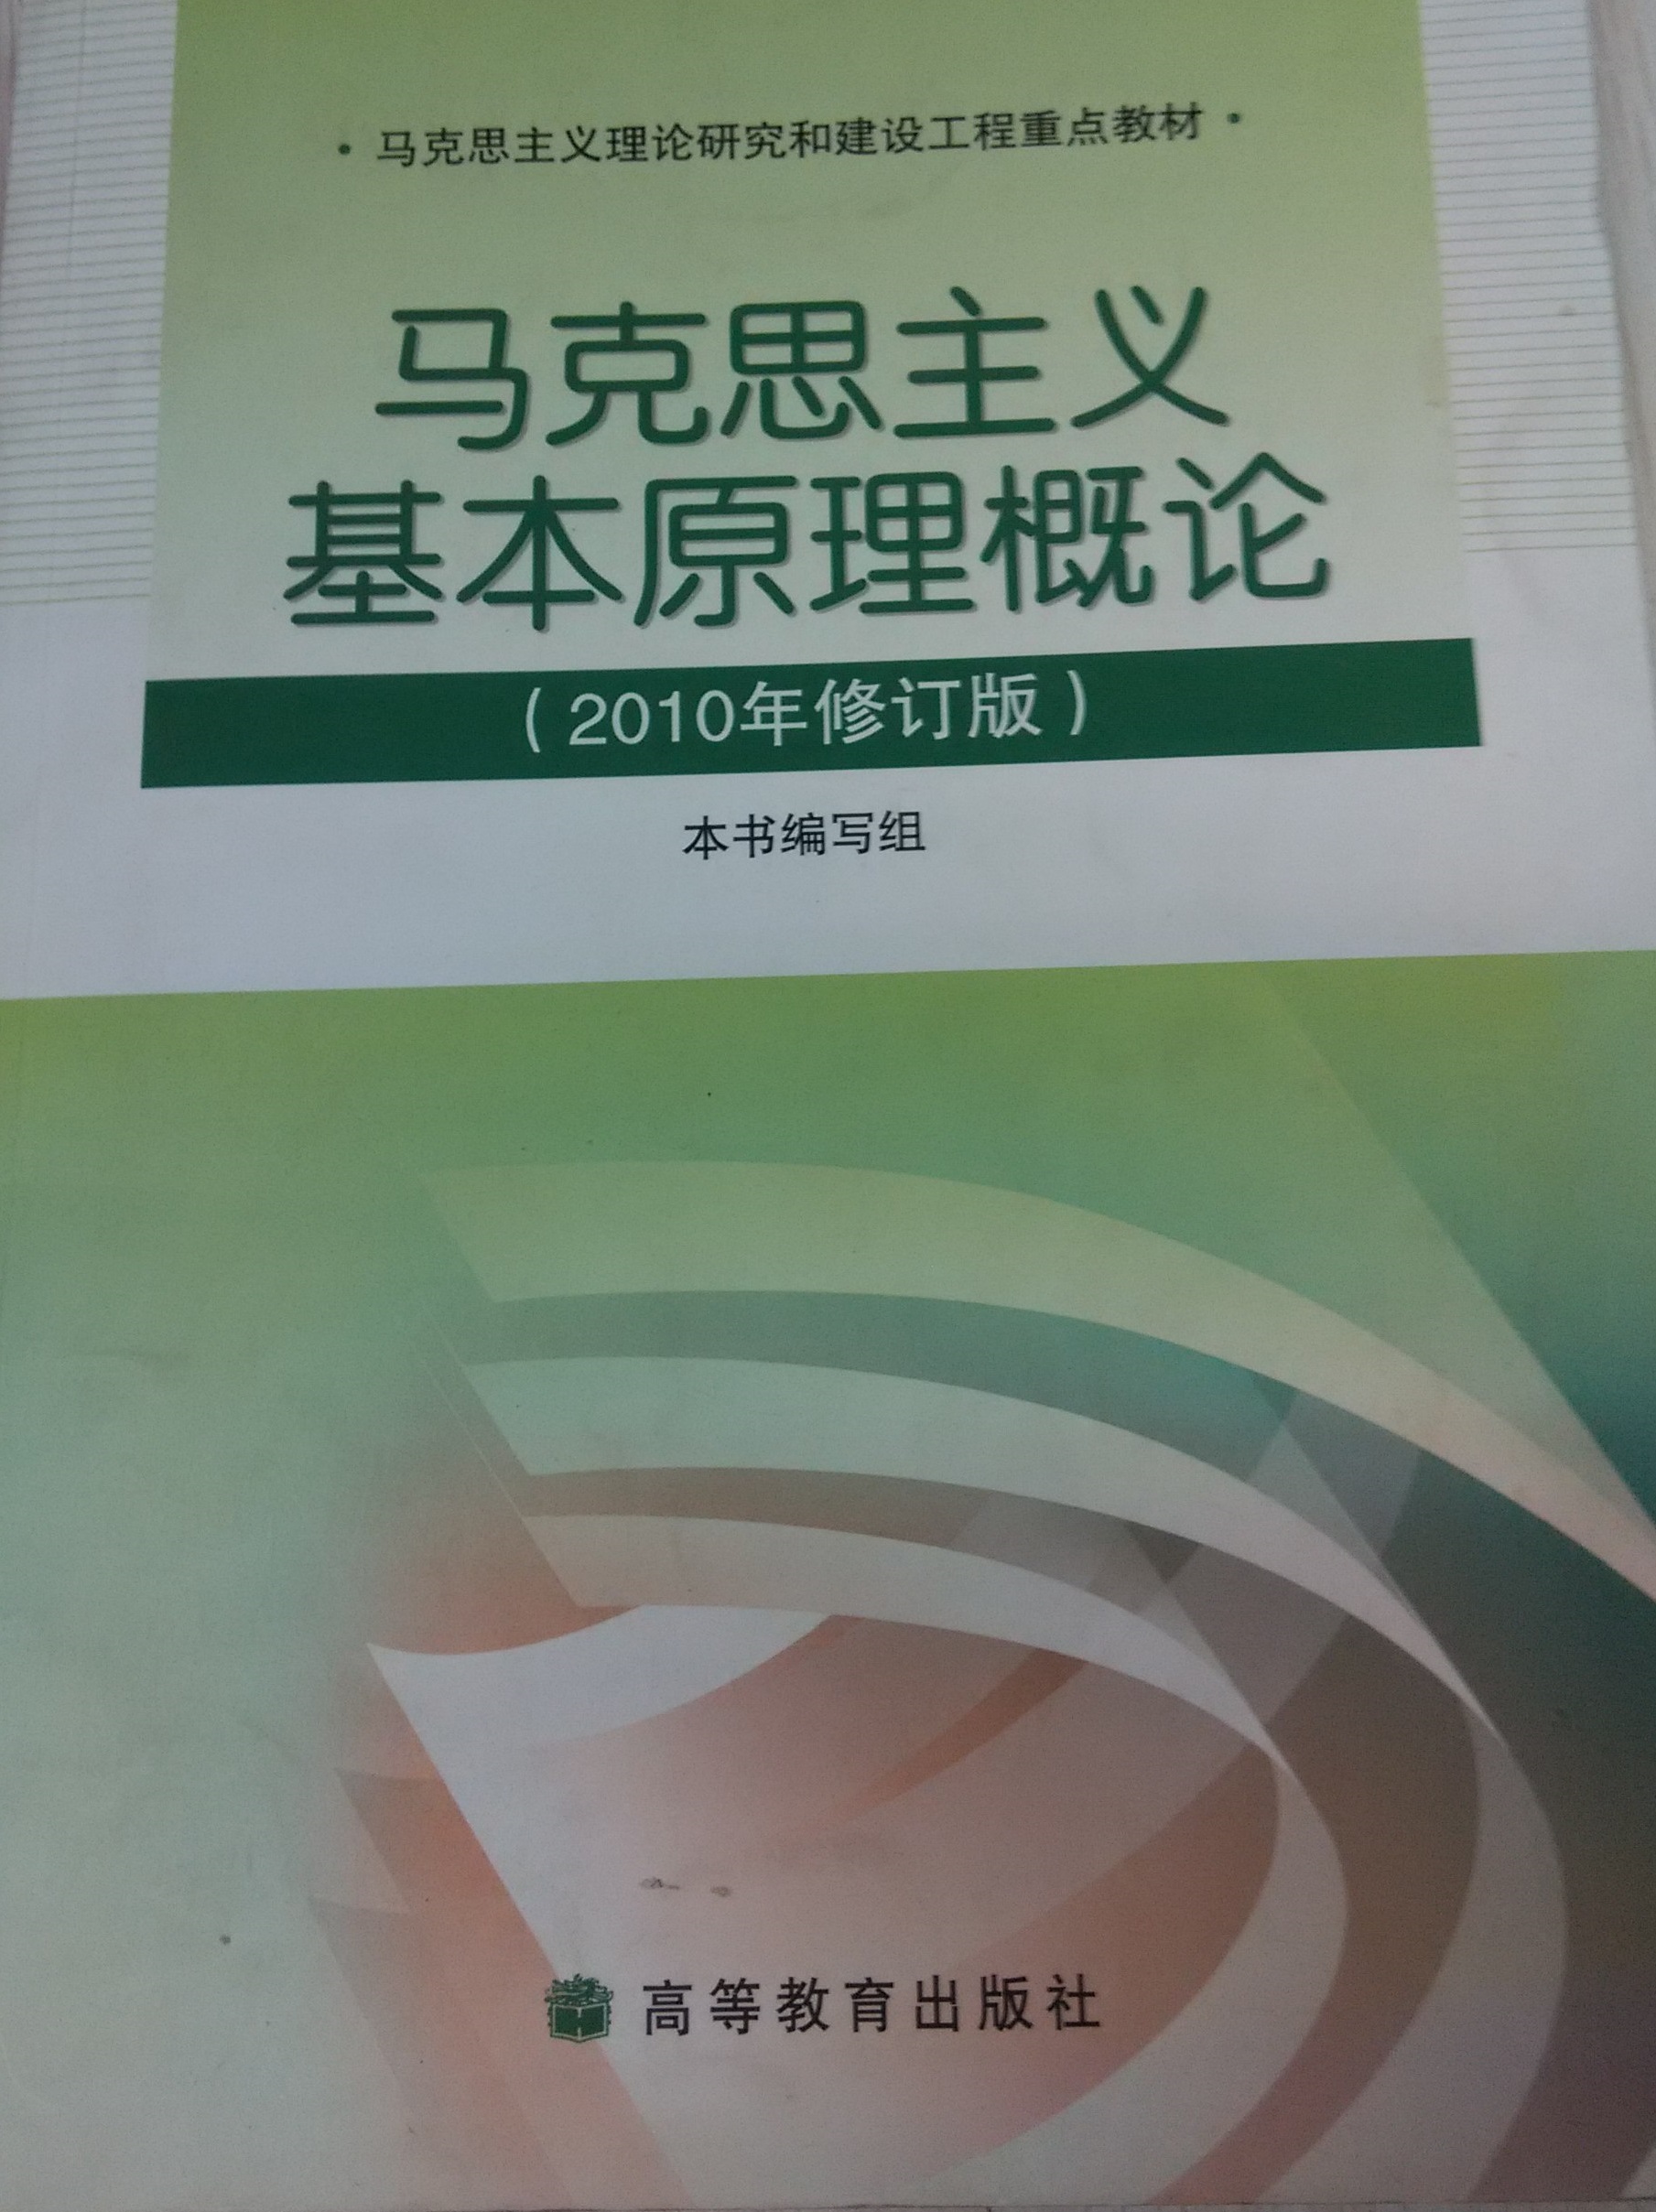 ·马克思主义理论研究和建设工程重点教材·
马克思主义
基本原理概论
(2010年修订版)
本书编写组
高等教育出版社